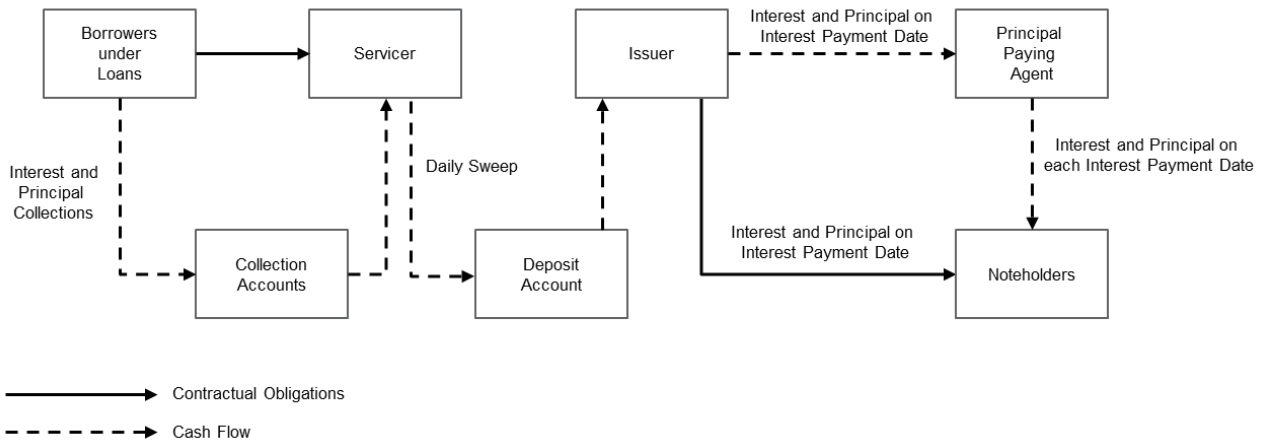 Borrowers
under
Loans
Servicer
Issuer
Interest and Principal on
Interest Payment Date
Principal
Paying
Agent
Interest and
Principal
Collections
Daily Sweep
Interest and Principal on
each Interest Payment Date
Collection
Accounts
Deposit
Account
Interest and Principal on
Interest Payment Date
Noteholders
Contractual Obligations
Cash Flow